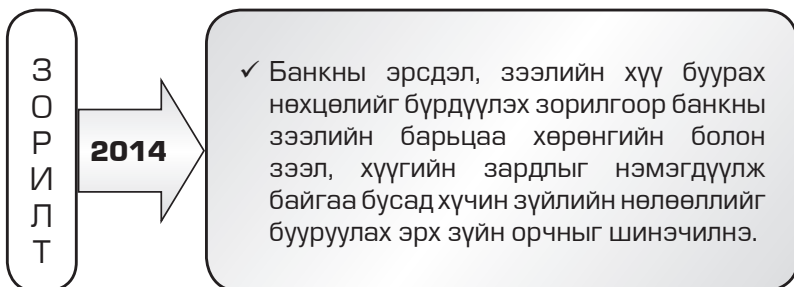 ЗОРИЛТ
2014
✓ Банкны эрсдэл, зээлийн хүү буурах
нөхцөлийг бүрдүүлэх зорилгоор банкны
зээлийн барьцаа хөрөнгийн болон
зээл, хүүгийн зардлыг нэмэгдүүлж
байгаа бусад хүчин зүйлийн нөлөөллийг
бууруулах эрх зүйн орчныг шинэчилнэ.